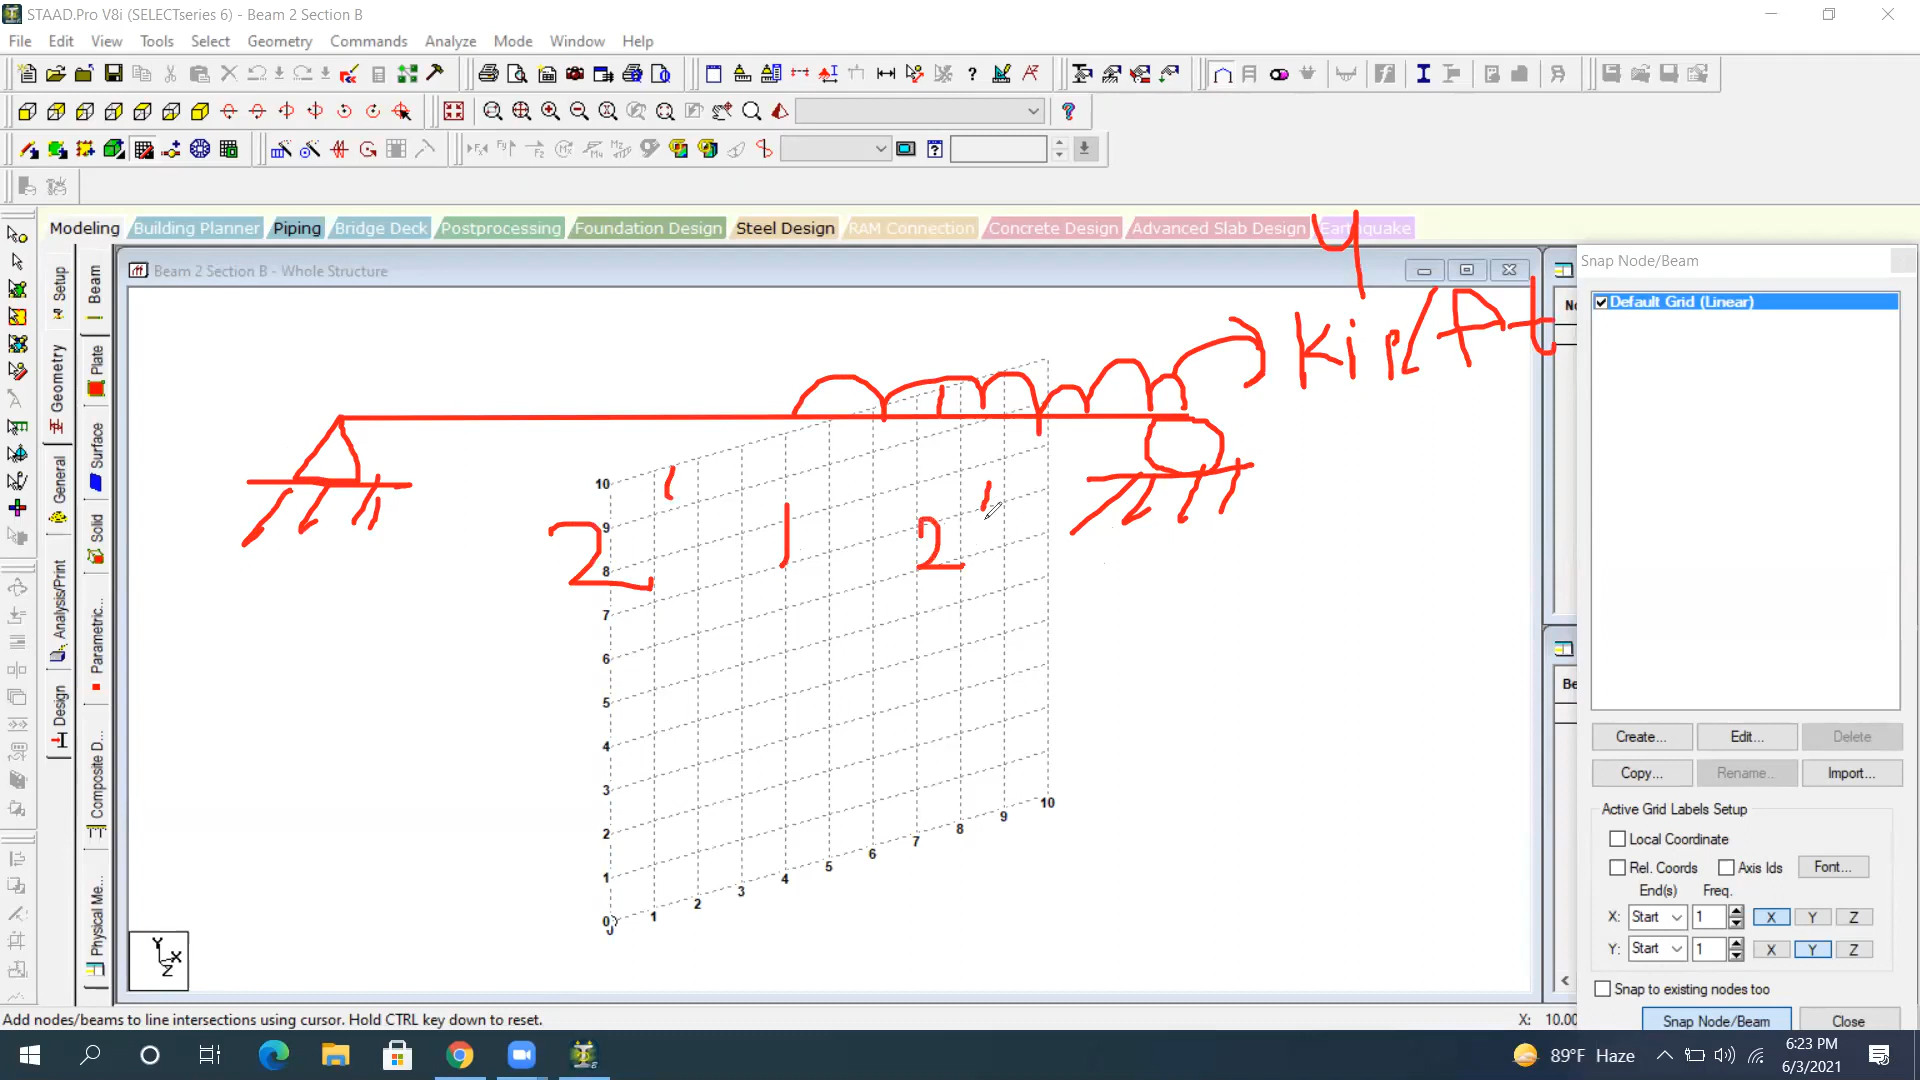 STAAD.Pro V8i (SELECTseries 6) - Beam 2 Section B
File Edit View Tools Select Geometry Commands Analyze Mode Window Help
Modeling Building Planner Piping Bridge Deck Postprocessing Foundation Design Steel Design RAM Connection Concrete Design Advanced Slab Design Earthquake
Beam 2 Section B - Whole Structure
Snap Node/Beam
Default Grid (Linear)
4
kip/ft
2'
1
2'
10
9
8
7
6
5
4
3
2
1
0
1
2
3
4
5
6
7
8
9
10
Y
X
Z
Setup
Geometry
General
Analysis/Print
Design
Beam
Plate
Surface
Solid
Parametric...
Composite D...
Physical Me...
No
Be
Create... Edit... Delete
Copy... Rename... Import...
Active Grid Labels Setup
Local Coordinate
Rel. Coords Axis Ids Font...
End(s) Freq.
X: Start 1 X Y Z
Y: Start 1 X Y Z
Snap to existing nodes too
Snap Node/Beam Close
Add nodes/beams to line intersections using cursor. Hold CTRL key down to reset.
X: 10.00
89°F Haze
6:23 PM
6/3/2021